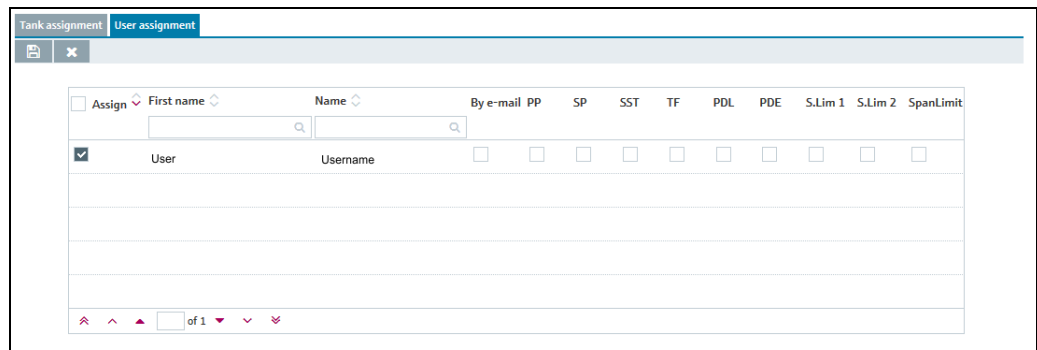 Tank assignment User assignment
Assign First name Name By e-mail PP SP SST TF PDL PDE S.Lim 1 S.Lim 2 SpanLimit
User Username
of 1